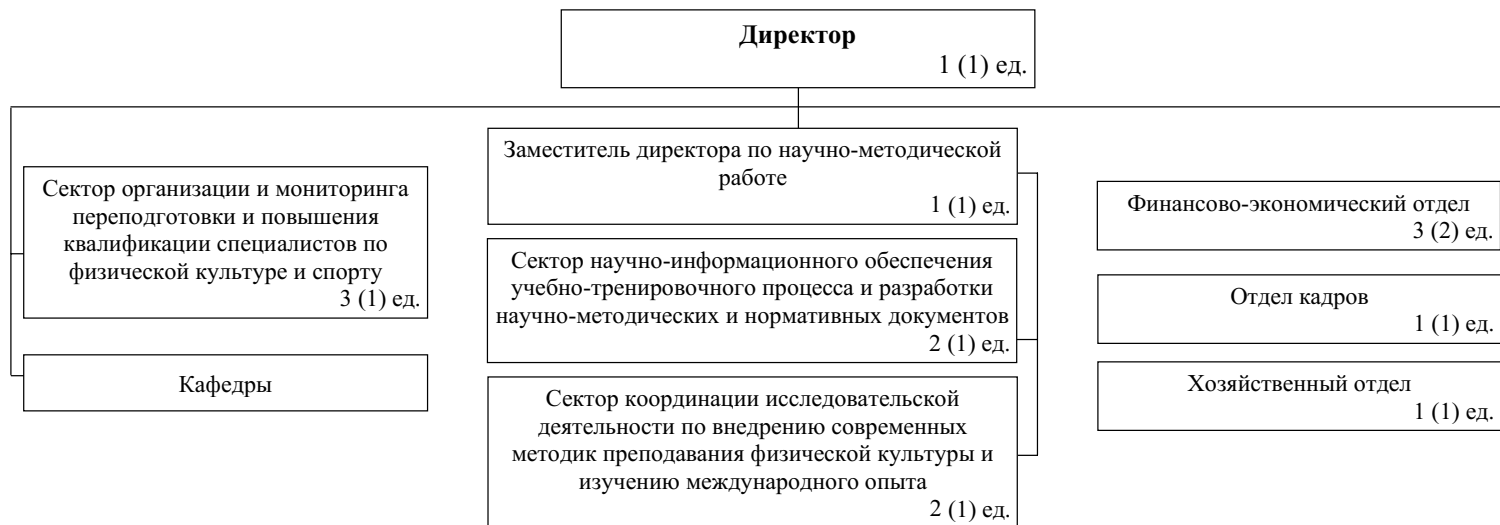 Директор
1 (1) ед.
Сектор организации и мониторинга
переподготовки и повышения
квалификации специалистов по
физической культуре и спорту
3 (1) ед.
Кафедры
Заместитель директора по научно-методической
работе
1 (1) ед.
Сектор научно-информационного обеспечения
учебно-тренировочного процесса и разработки
научно-методических и нормативных документов
2 (1) ед.
Сектор координации исследовательской
деятельности по внедрению современных
методик преподавания физической культуры и
изучению международного опыта
2 (1) ед.
Финансово-экономический отдел
3 (2) ед.
Отдел кадров
1 (1) ед.
Хозяйственный отдел
1 (1) ед.